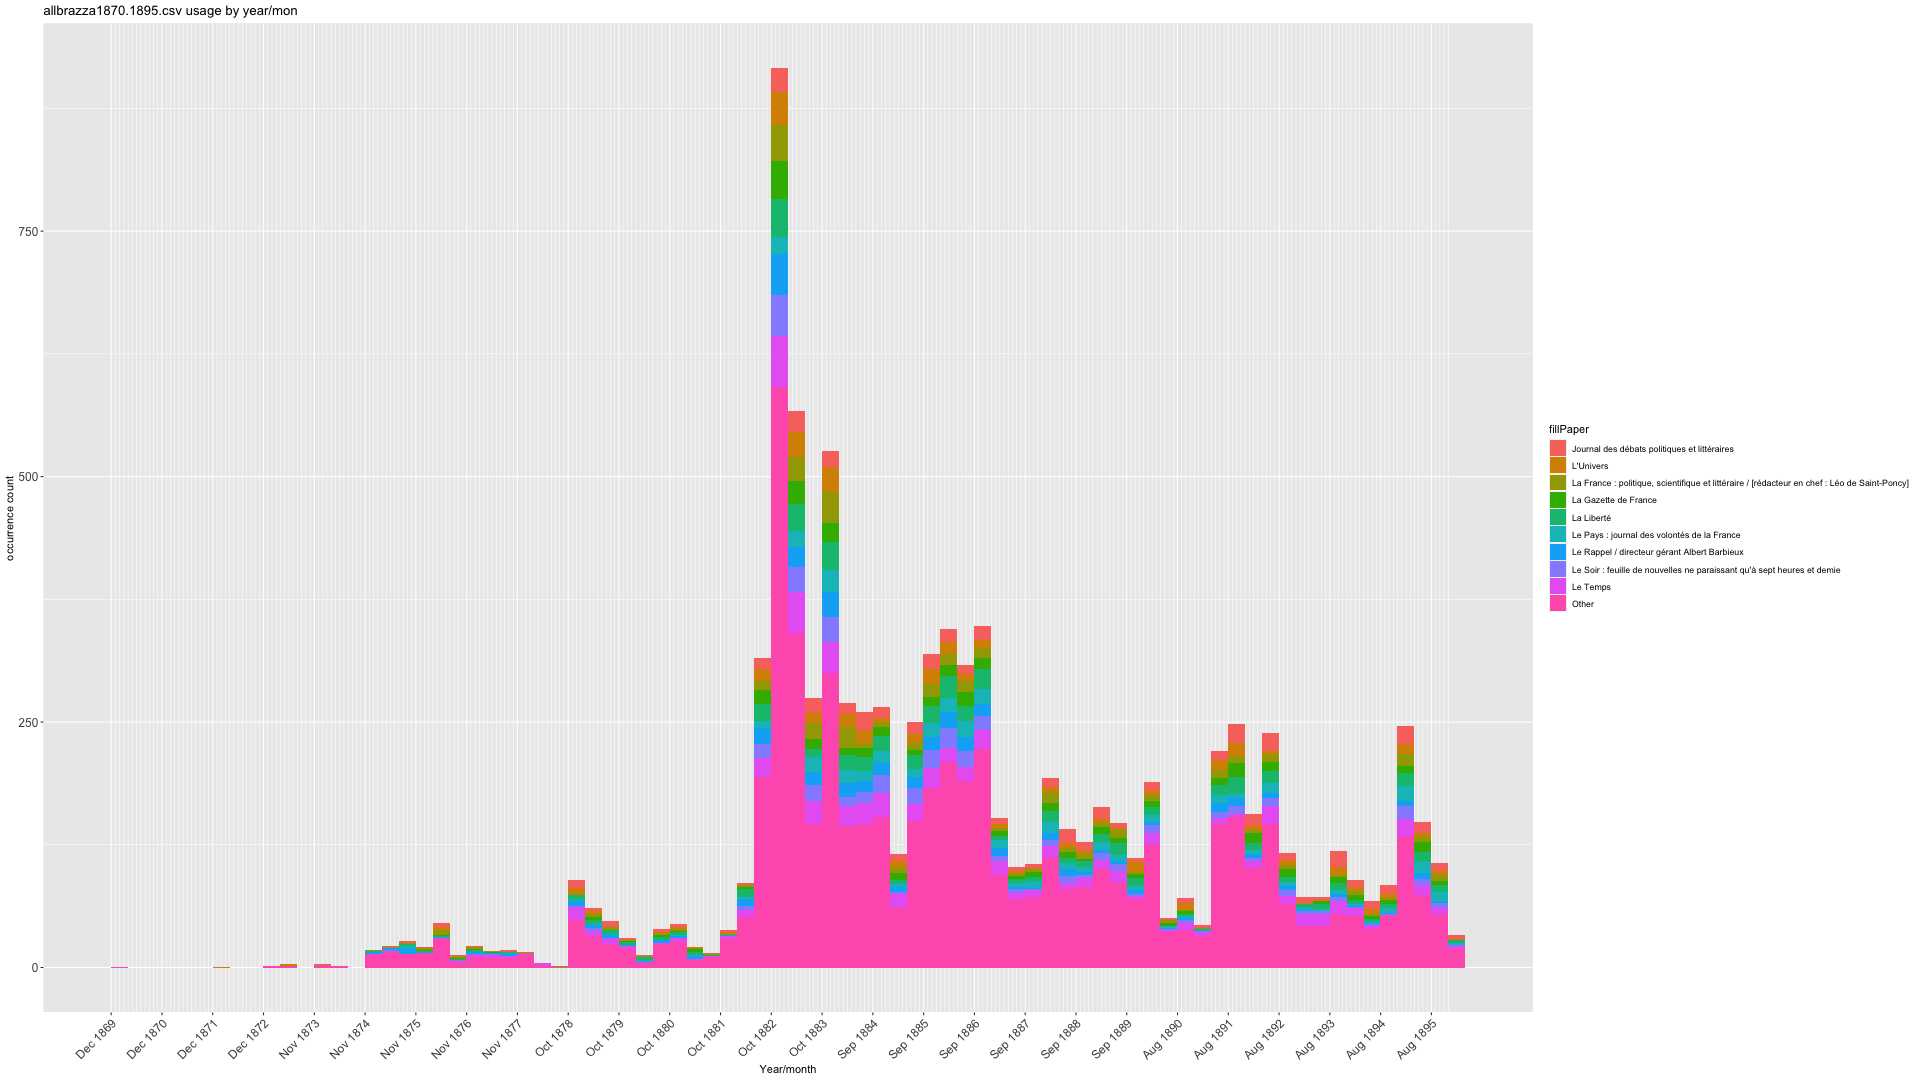 allbrazza1870.1895.csv usage by year/mon
occurrence count
750
500
250
0
Dec 1869
Dec 1870
Dec 1871
Dec 1872
Nov 1873
Nov 1874
Nov 1875
Nov 1876
Nov 1877
Oct 1878
Oct 1879
Oct 1880
Oct 1881
Oct 1882
Oct 1883
Sep 1884
Sep 1885
Sep 1886
Sep 1887
Sep 1888
Sep 1889
Aug 1890
Aug 1891
Aug 1892
Aug 1893
Aug 1894
Aug 1895
Year/month
fillPaper
Journal des débats politiques et littéraires
L'Univers
La France : politique, scientifique et littéraire / [rédacteur en chef : Léo de Saint-Poncy]
La Gazette de France
La Liberté
Le Pays : journal des volontés de la France
Le Rappel / directeur gérant Albert Barbieux
Le Soir : feuille de nouvelles ne paraissant qu'à sept heures et demie
Le Temps
Other